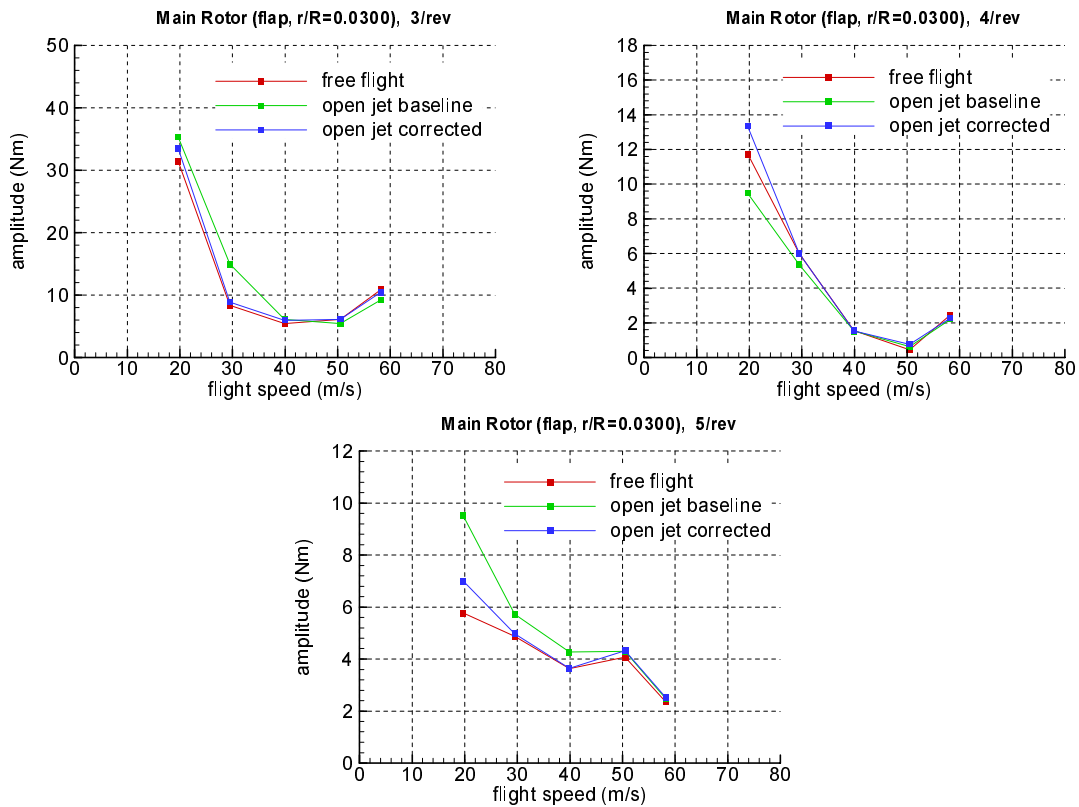 Main Rotor (flap, r/R=0.0300), 3/rev
50
40
30
20
10
0
0 10 20 30 40 50 60 70 80
amplitude (Nm)
flight speed (m/s)
free flight
open jet baseline
open jet corrected
Main Rotor (flap, r/R=0.0300), 4/rev
18
16
14
12
10
8
6
4
2
0
0 10 20 30 40 50 60 70 80
amplitude (Nm)
flight speed (m/s)
free flight
open jet baseline
open jet corrected
Main Rotor (flap, r/R=0.0300), 5/rev
12
10
8
6
4
2
0
0 10 20 30 40 50 60 70 80
amplitude (Nm)
flight speed (m/s)
free flight
open jet baseline
open jet corrected